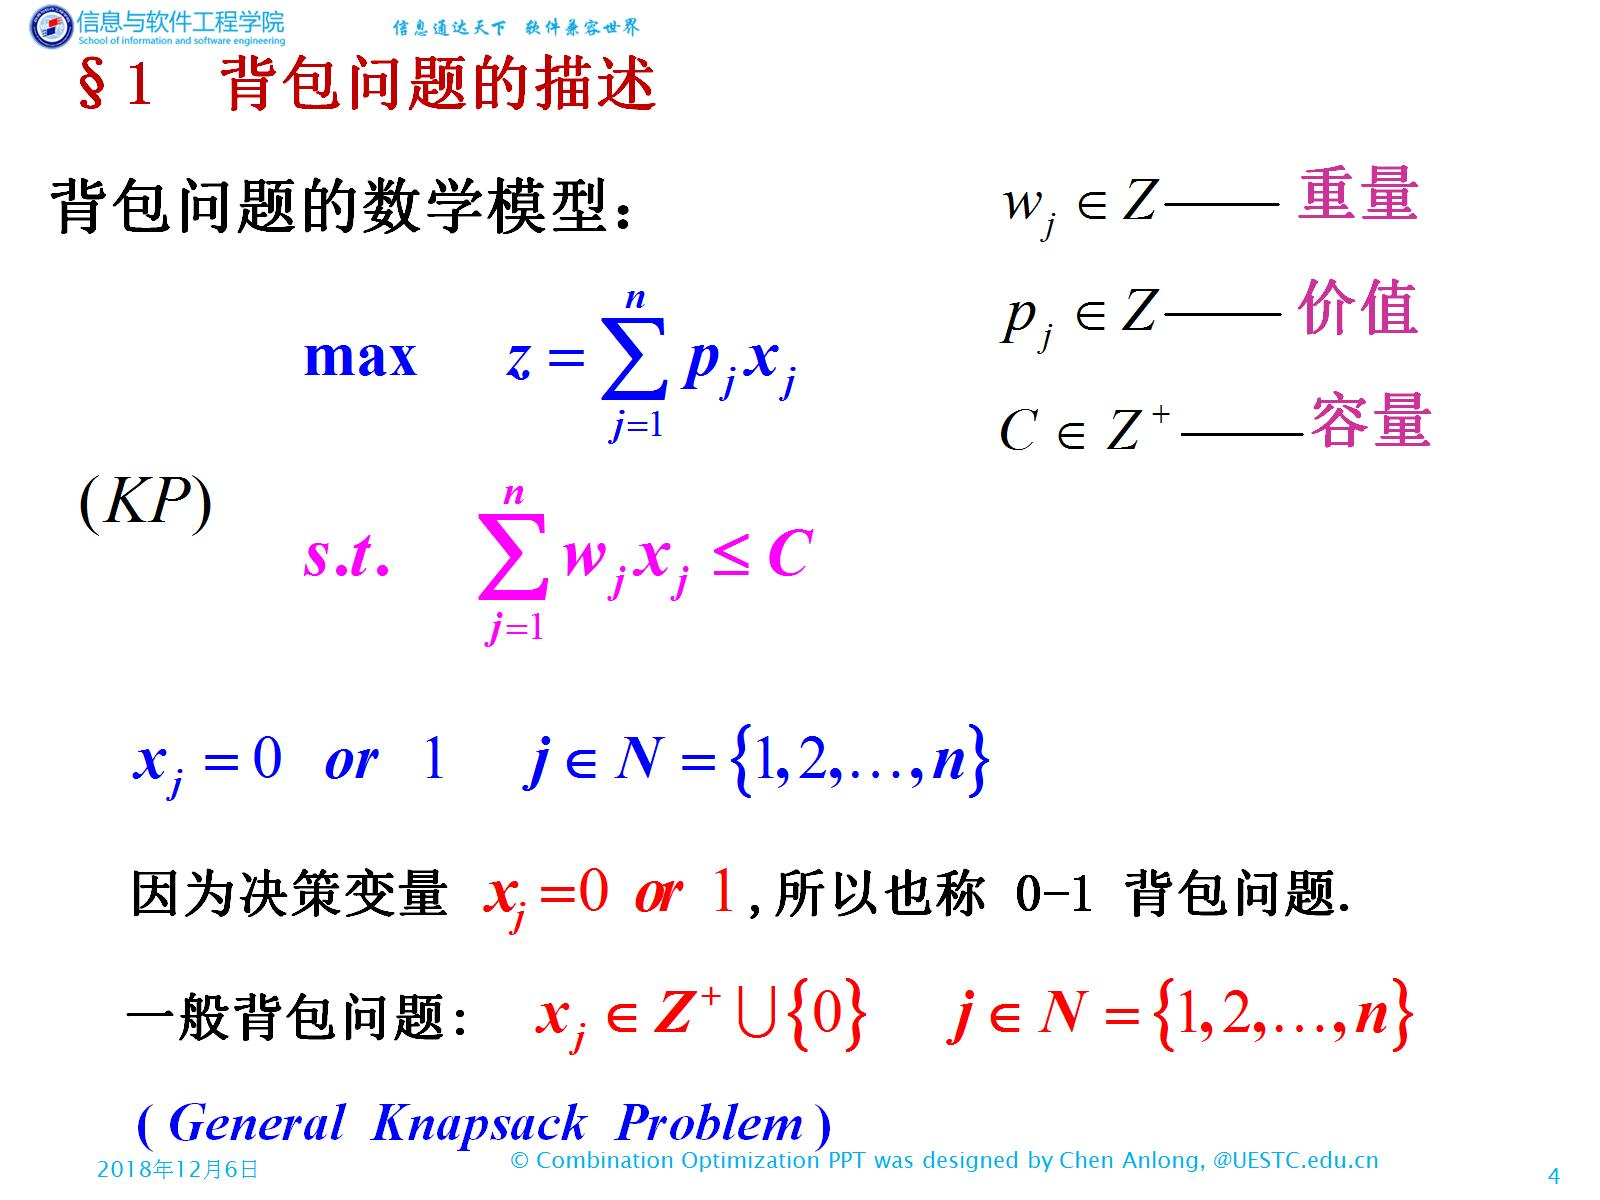 信息与软件工程学院 信息通达天下 软件兼容世界
School of information and software engineering
§1 背包问题的描述
背包问题的数学模型：
w_j ∈ Z —— 重量
p_j ∈ Z —— 价值
C ∈ Z^+ —— 容量
(KP)
max z = \sum_{j=1}^{n} p_j x_j
s.t. \sum_{j=1}^{n} w_j x_j ≤ C
x_j = 0 or 1 j ∈ N = {1,2,…,n}
因为决策变量 x_j =0 or 1 ,所以也称 0-1 背包问题.
一般背包问题: x_j ∈ Z^+ ∪ {0} j ∈ N = {1,2,…,n}
( General Knapsack Problem )
2018年12月6日 © Combination Optimization PPT was designed by Chen Anlong, @UESTC.edu.cn 4